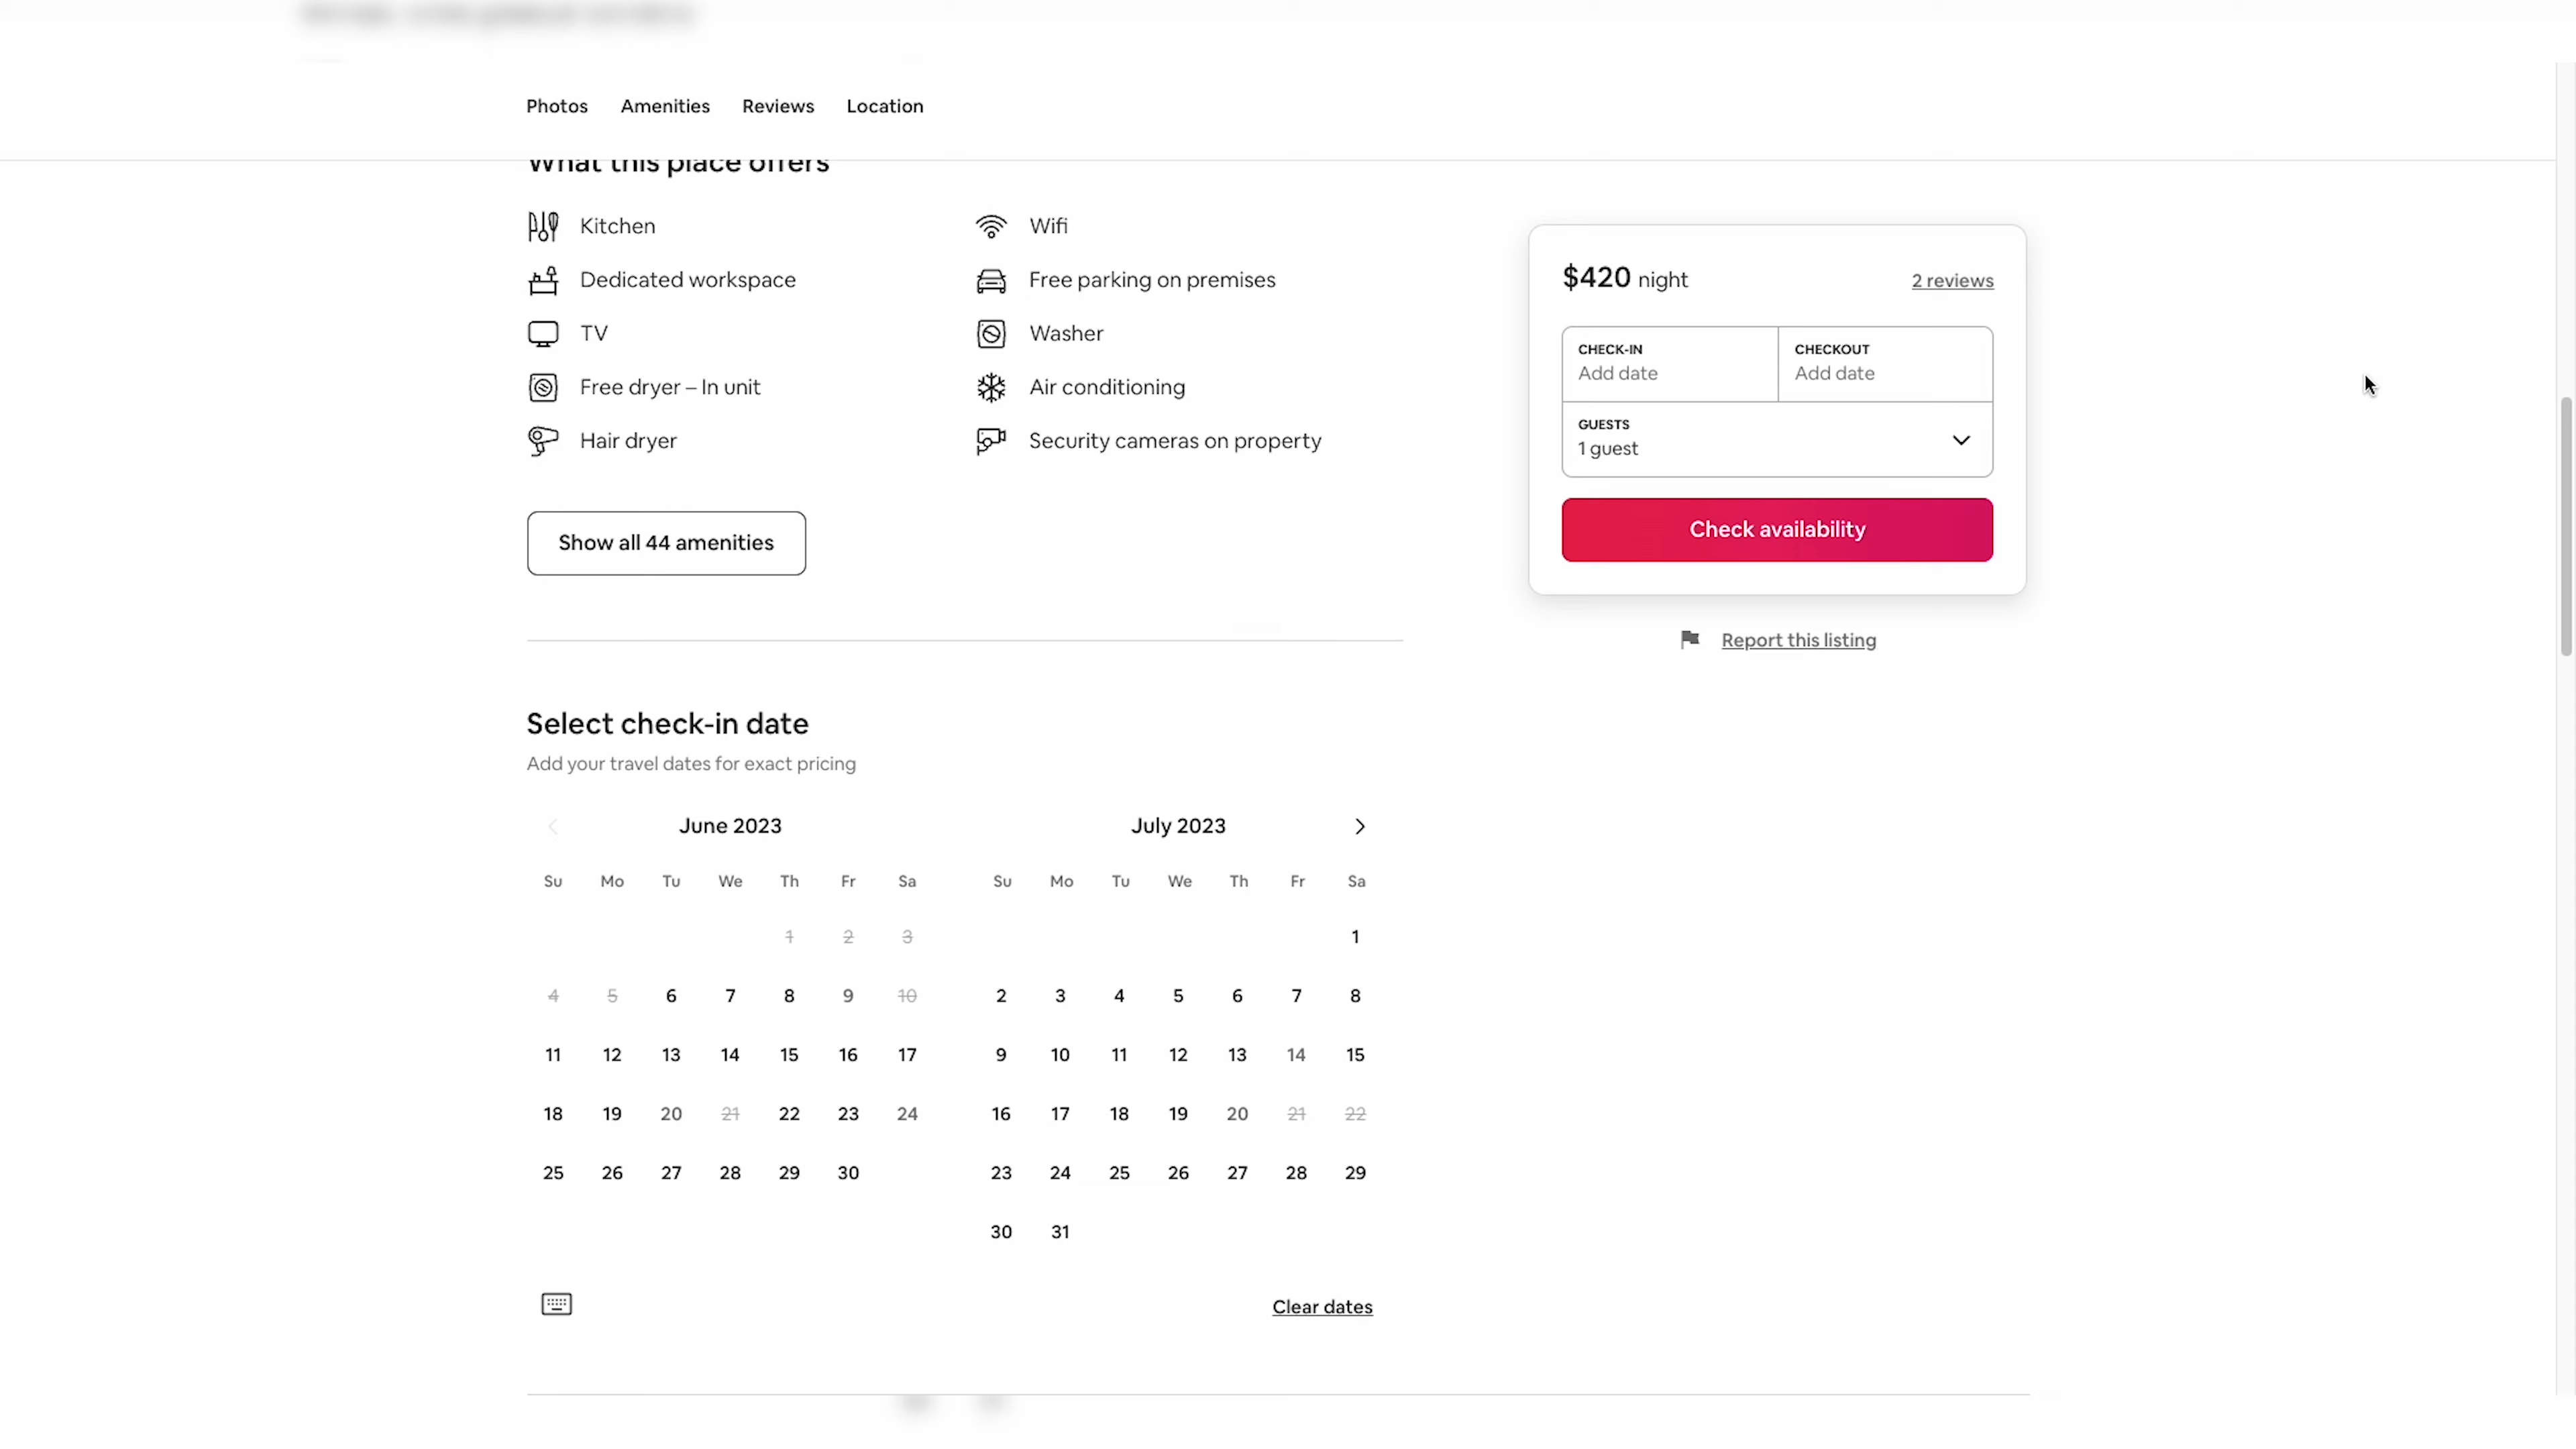 Photos Amenities Reviews Location
What this place offers
Kitchen
Wifi
Dedicated workspace
Free parking on premises
TV
Washer
Free dryer – In unit
Air conditioning
Hair dryer
Security cameras on property
Show all 44 amenities
$420 night
2 reviews
CHECK-IN
Add date
CHECKOUT
Add date
GUESTS
1 guest
Check availability
Report this listing
Select check-in date
Add your travel dates for exact pricing
June 2023
Su Mo Tu We Th Fr Sa
1 2 3
4 5 6 7 8 9 10
11 12 13 14 15 16 17
18 19 20 21 22 23 24
25 26 27 28 29 30
July 2023
Su Mo Tu We Th Fr Sa
1
2 3 4 5 6 7 8
9 10 11 12 13 14 15
16 17 18 19 20 21 22
23 24 25 26 27 28 29
30 31
Clear dates